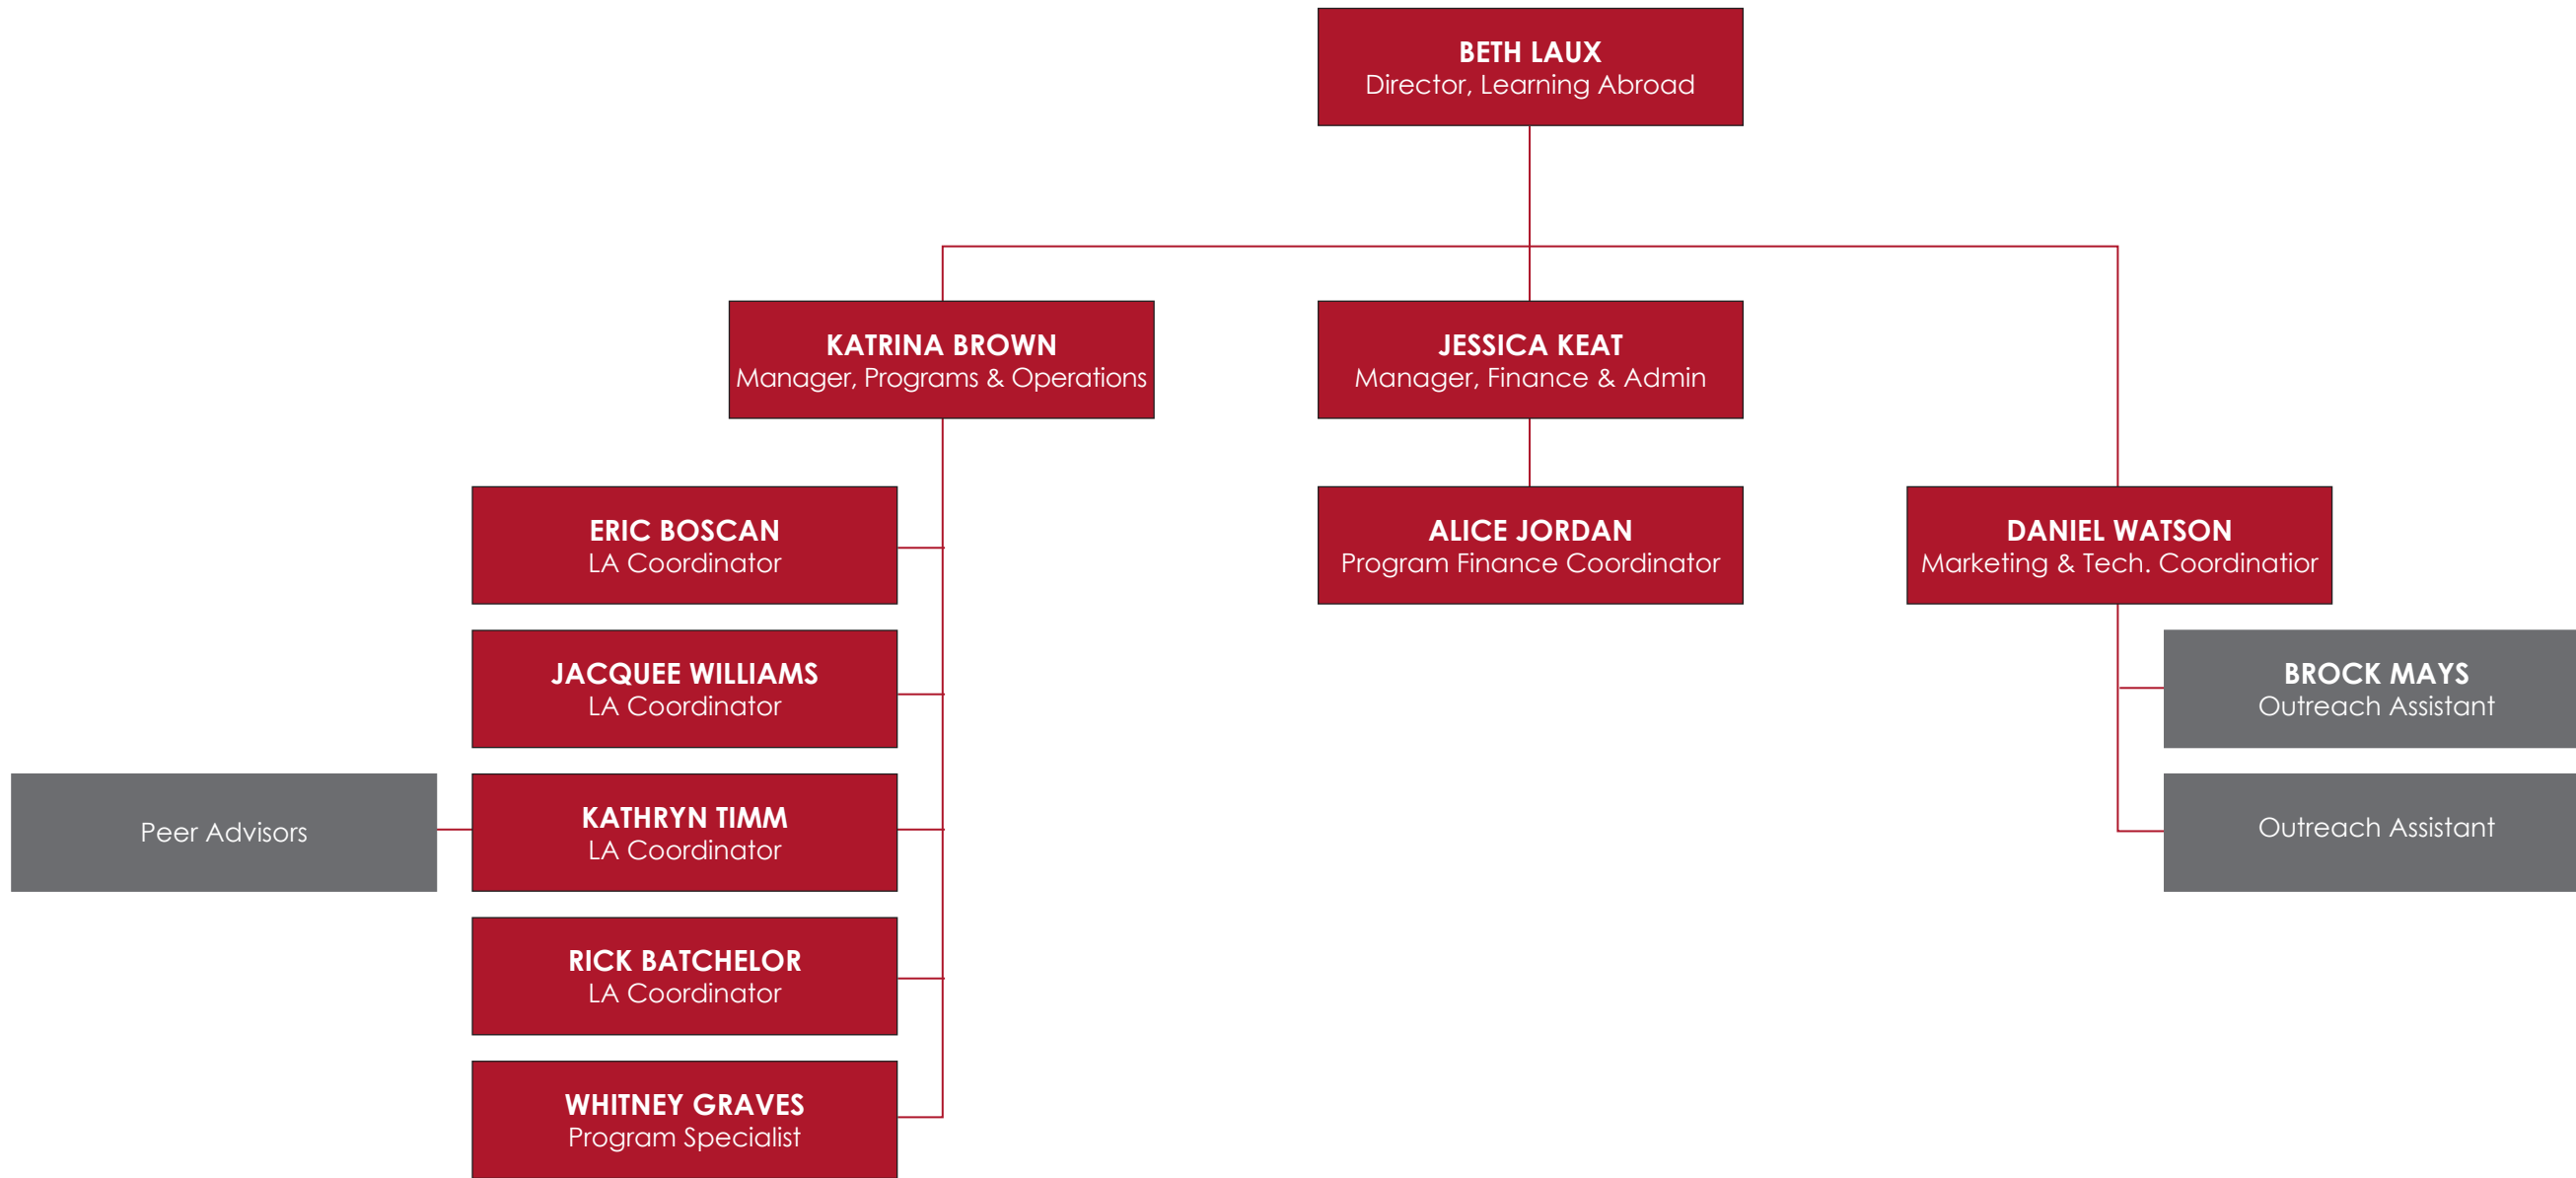 BETH LAUX
Director, Learning Abroad
KATRINA BROWN
Manager, Programs & Operations
JESSICA KEAT
Manager, Finance & Admin
ERIC BOSCAN
LA Coordinator
ALICE JORDAN
Program Finance Coordinator
DANIEL WATSON
Marketing & Tech. Coordinatior
JACQUEE WILLIAMS
LA Coordinator
BROCK MAYS
Outreach Assistant
Peer Advisors
KATHRYN TIMM
LA Coordinator
Outreach Assistant
RICK BATCHELOR
LA Coordinator
WHITNEY GRAVES
Program Specialist